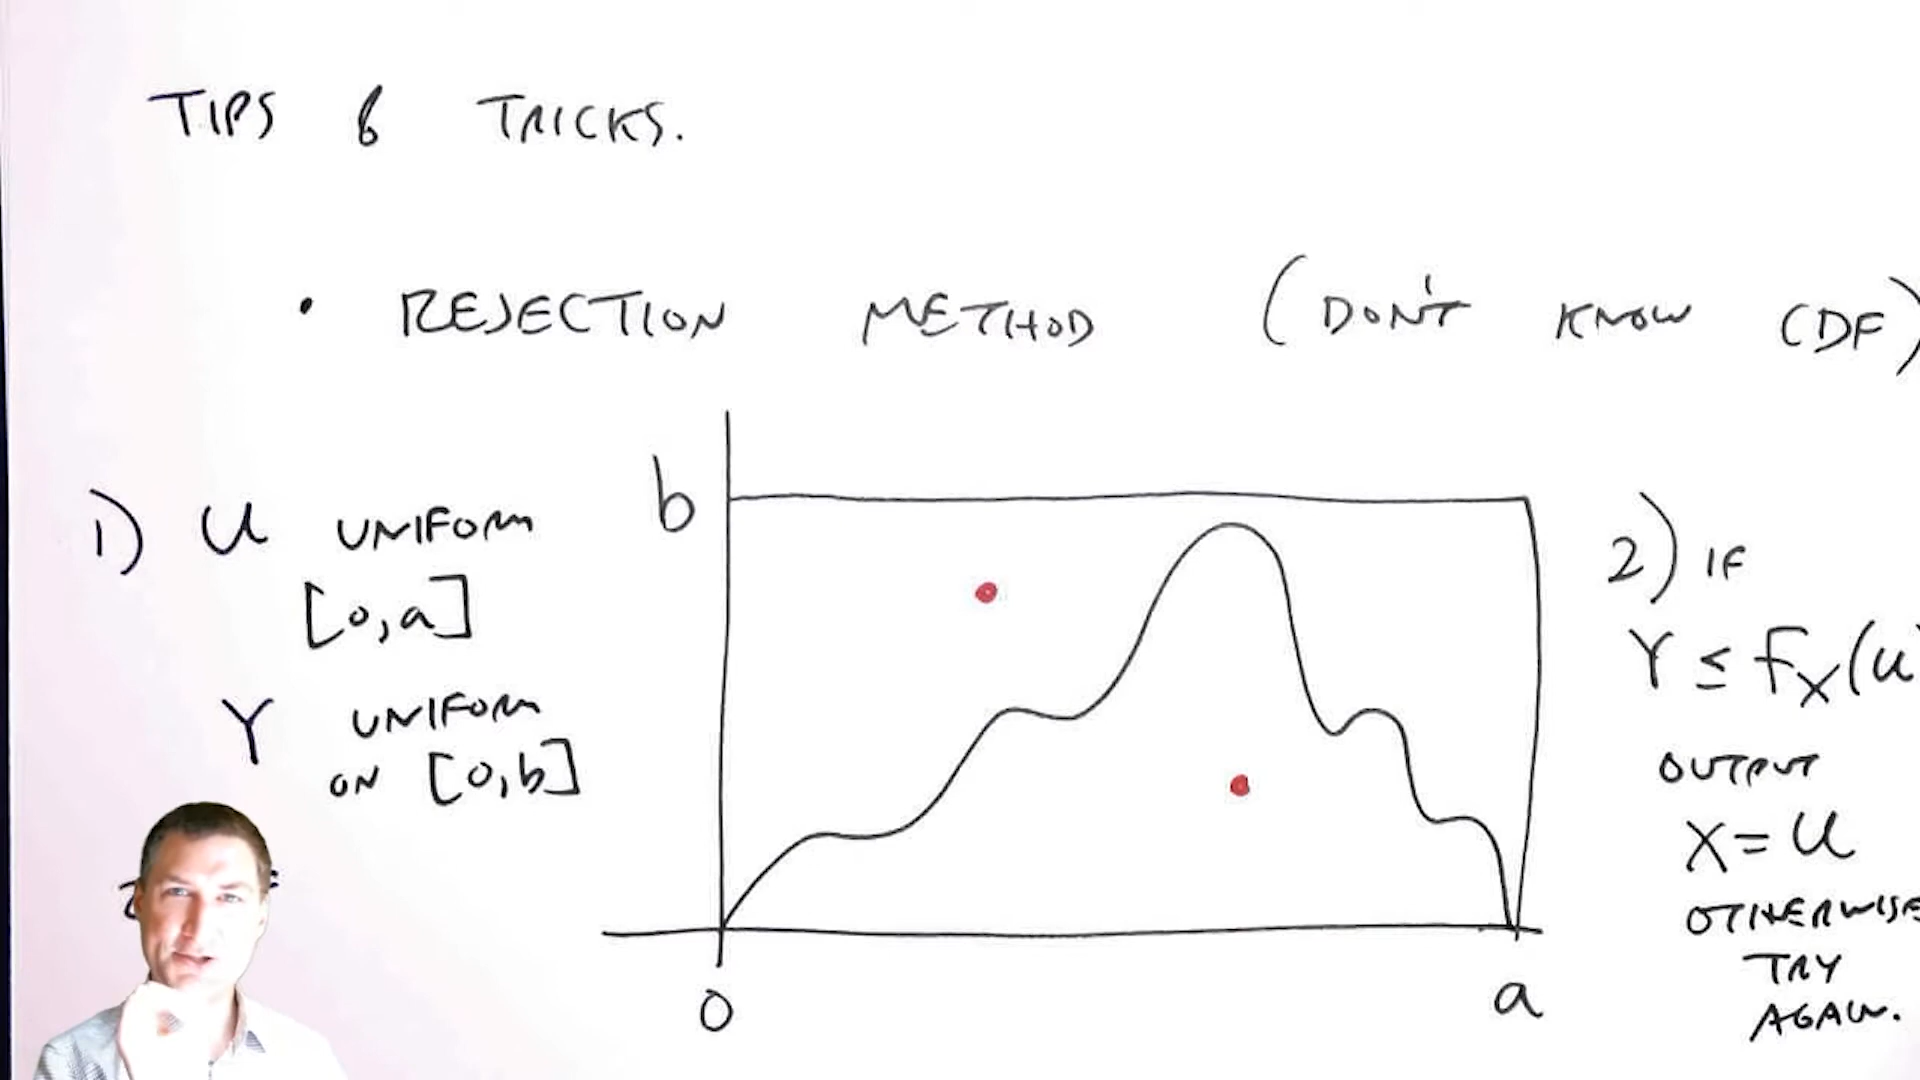 TIPS & TRICKS.
• REJECTION METHOD (DON'T KNOW CDF)
1) U UNIFORM
[0,a]
Y UNIFORM
ON [0,b]
b
0
a
2) IF
Y ≤ fX(u)
OUTPUT
X = U
OTHERWISE
TRY
AGAIN.